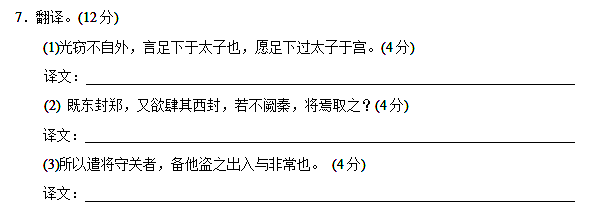 7．翻译。(12分)
(1)光窃不自外，言足下于太子也，愿足下过太子于宫。(4分)
译文：
(2) 既东封郑，又欲肆其西封，若不阙秦，将焉取之？(4分)
译文：
(3)所以遣将守关者，备他盗之出入与非常也。 (4分)
译文：